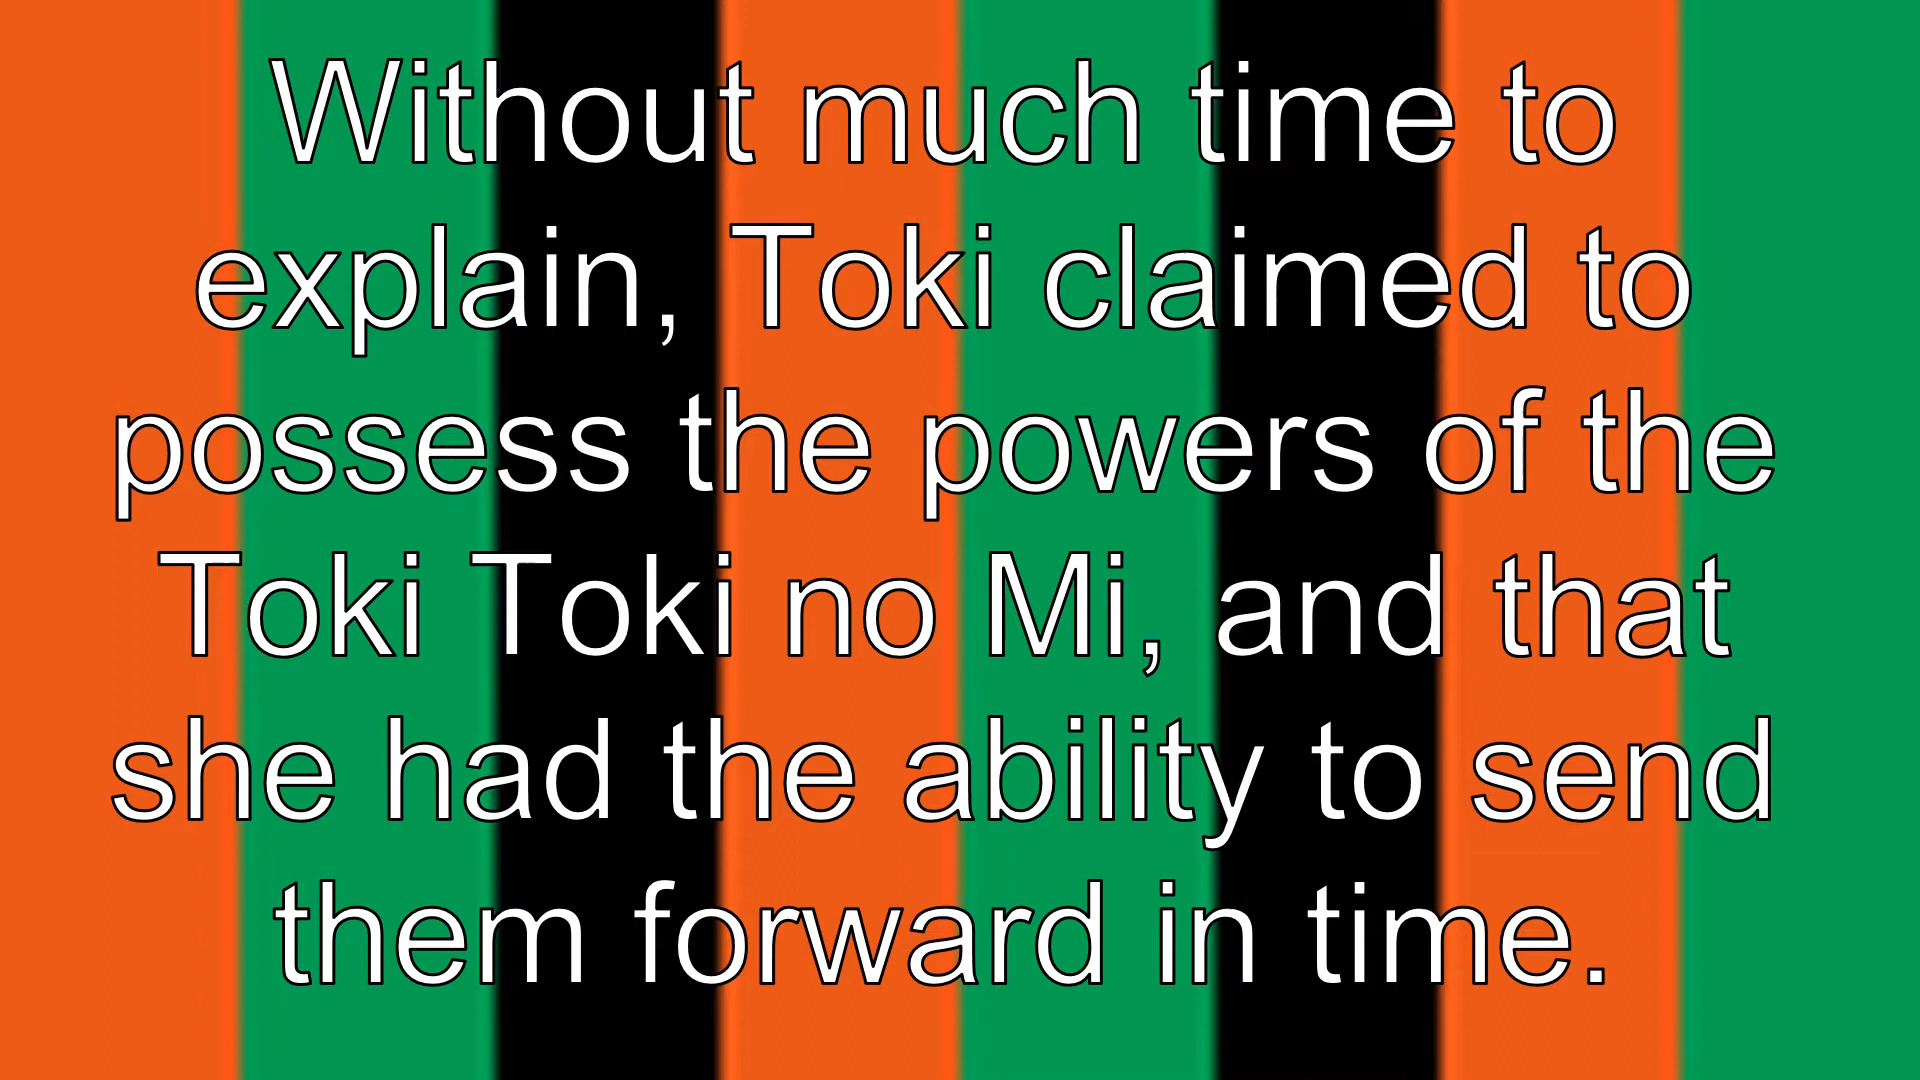 Without much time to
explain, Toki claimed to
possess the powers of the
Toki Toki no Mi, and that
she had the ability to send
them forward in time.